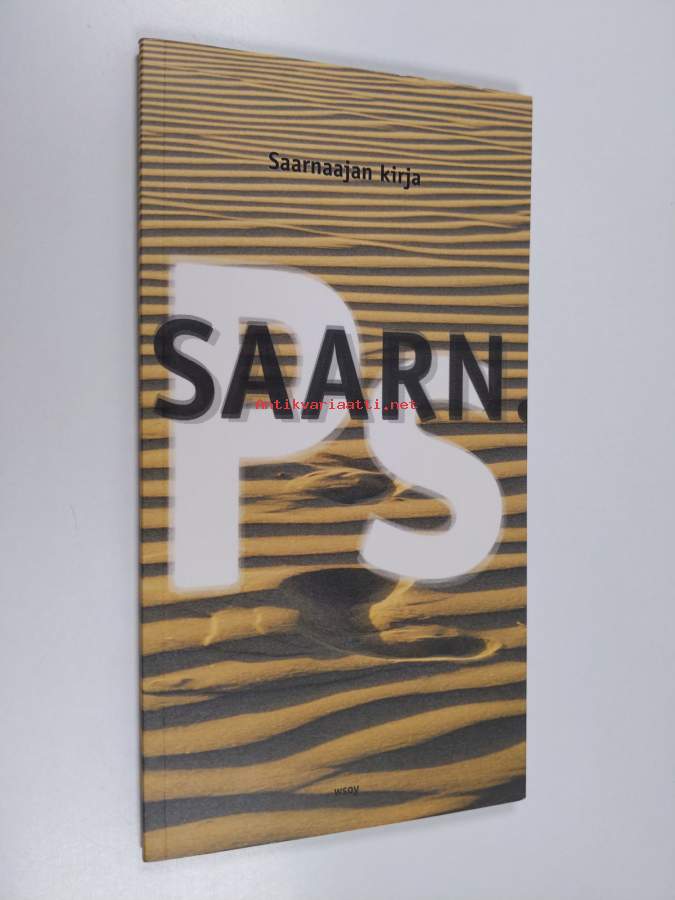 Saarnaajan kirja
Ps
SAARN.
Antikvariaatti.net
wsoy